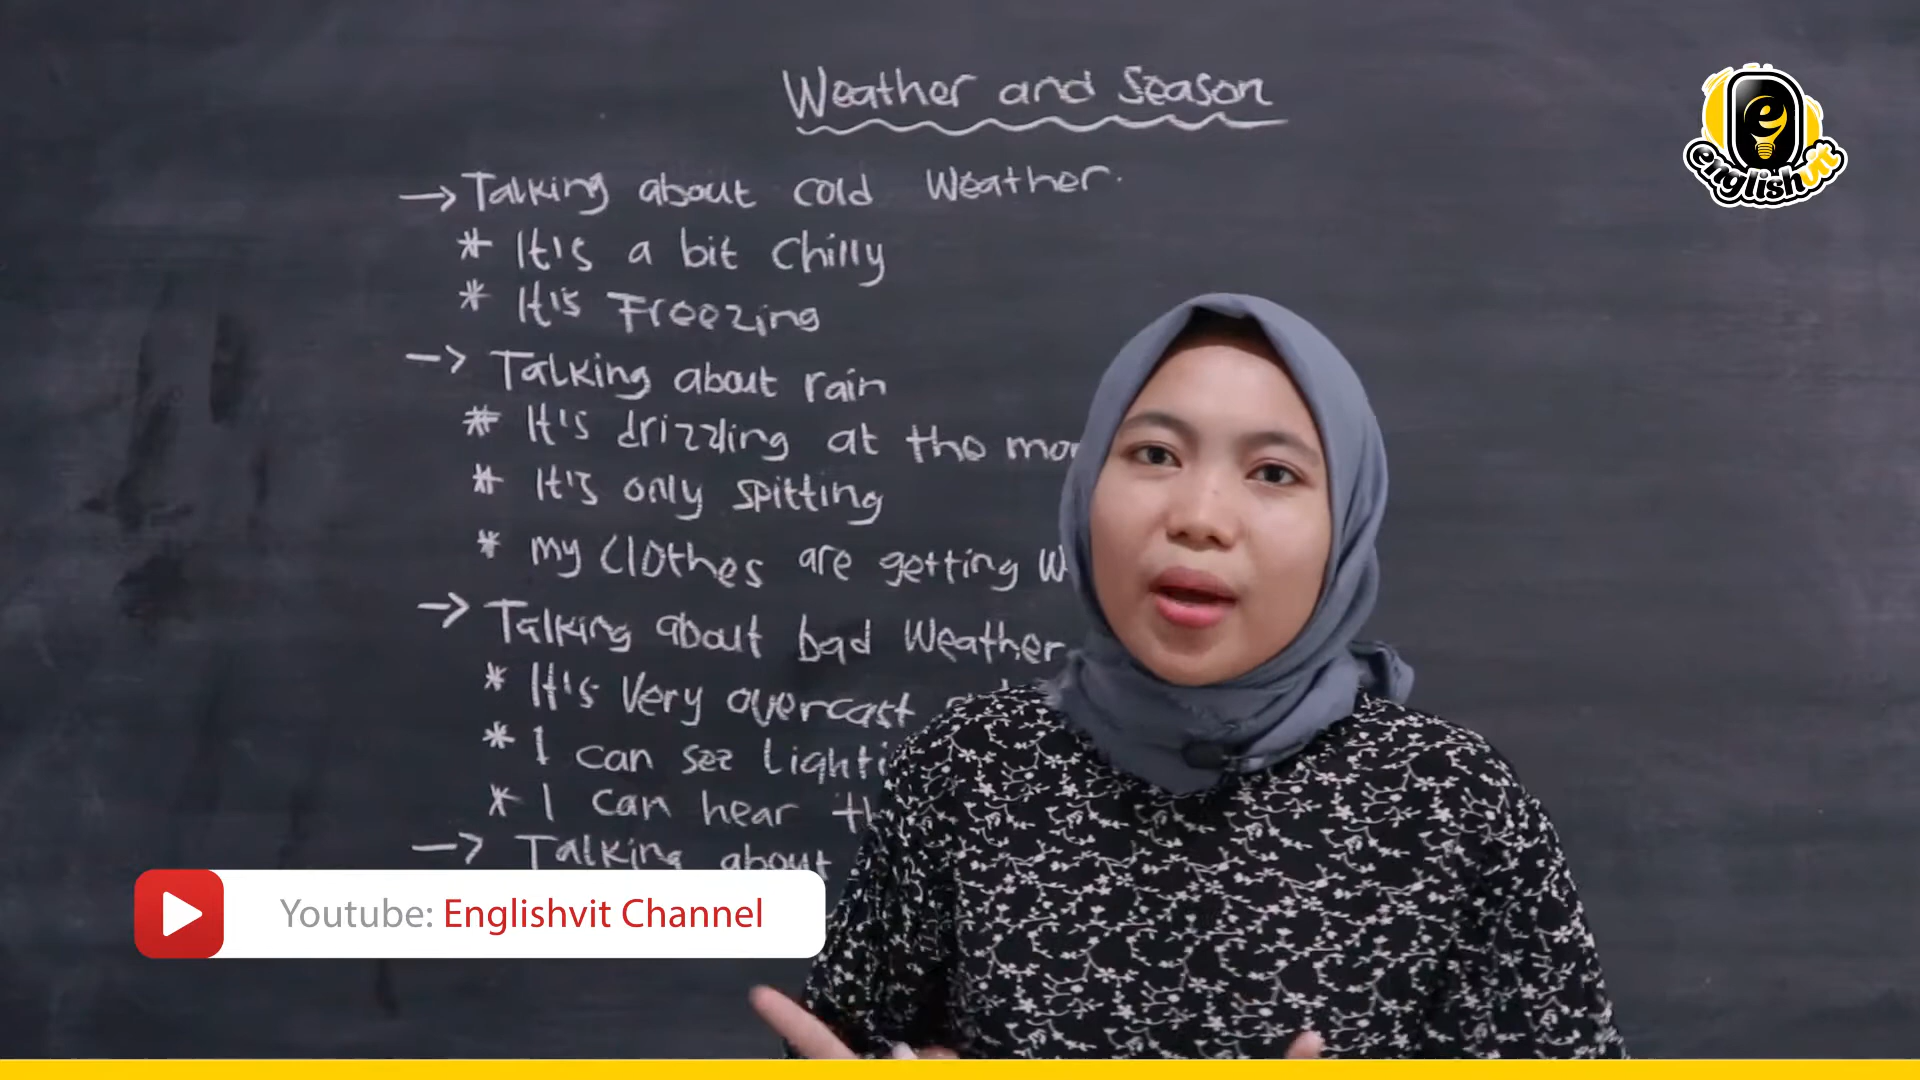 Weather and Season
englishvit
→ Talking about cold Weather.
* It's a bit Chilly
* It's Freezing
→ Talking about rain
* It's drizzling at the
* It's only spitting
* my clothes are getting
→ Talking about bad Weather
* It's Very overcast
* I can see
* I can hear
→ Talking about
Youtube: Englishvit Channel